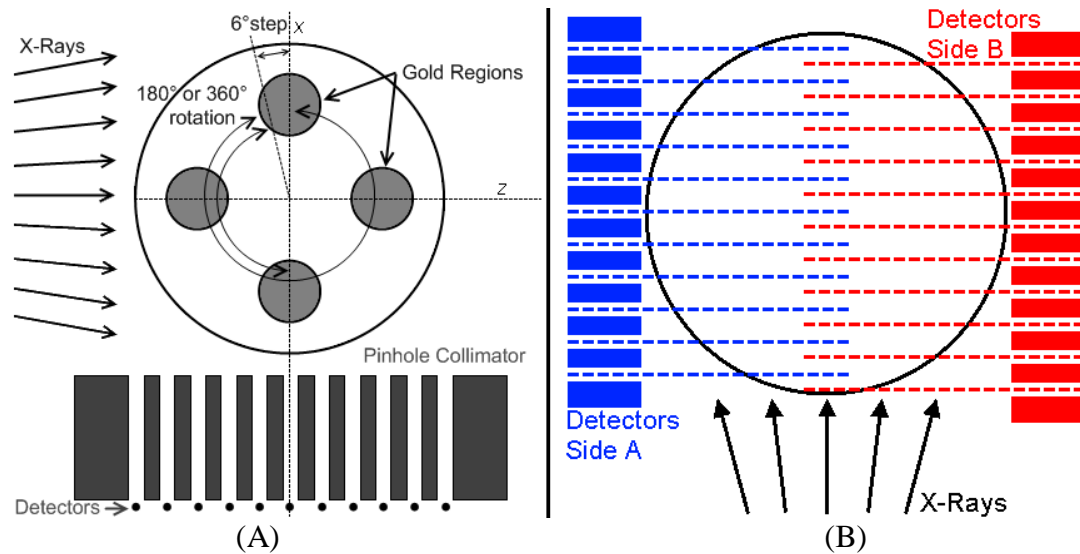 6°step
X
X-Rays
Gold Regions
180° or 360°
rotation
Z
Pinhole Collimator
Detectors
(A)
Detectors
Side B
Detectors
Side A
X-Rays
(B)